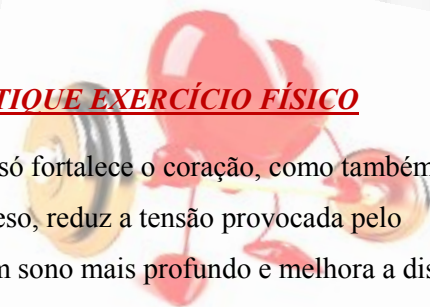 TIQUE EXERCÍCIO FÍSICO
só fortalece o coração, como também
eso, reduz a tensão provocada pelo
m sono mais profundo e melhora a dis